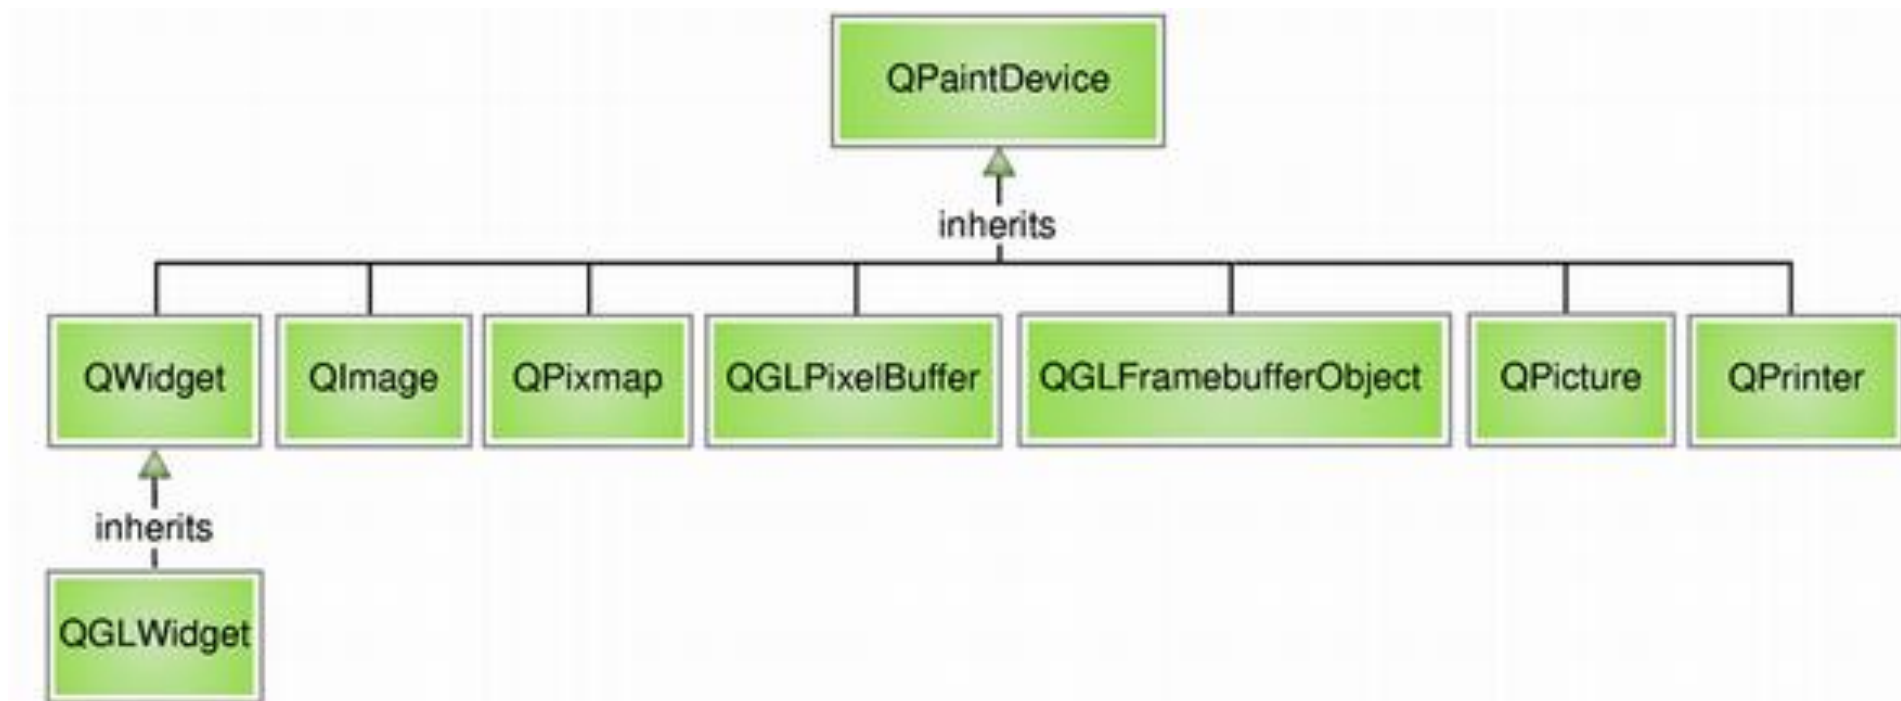 QPaintDevice
inherits
QWidget QImage QPixmap QGLPixelBuffer QGLFramebufferObject QPicture QPrinter
inherits
QGLWidget